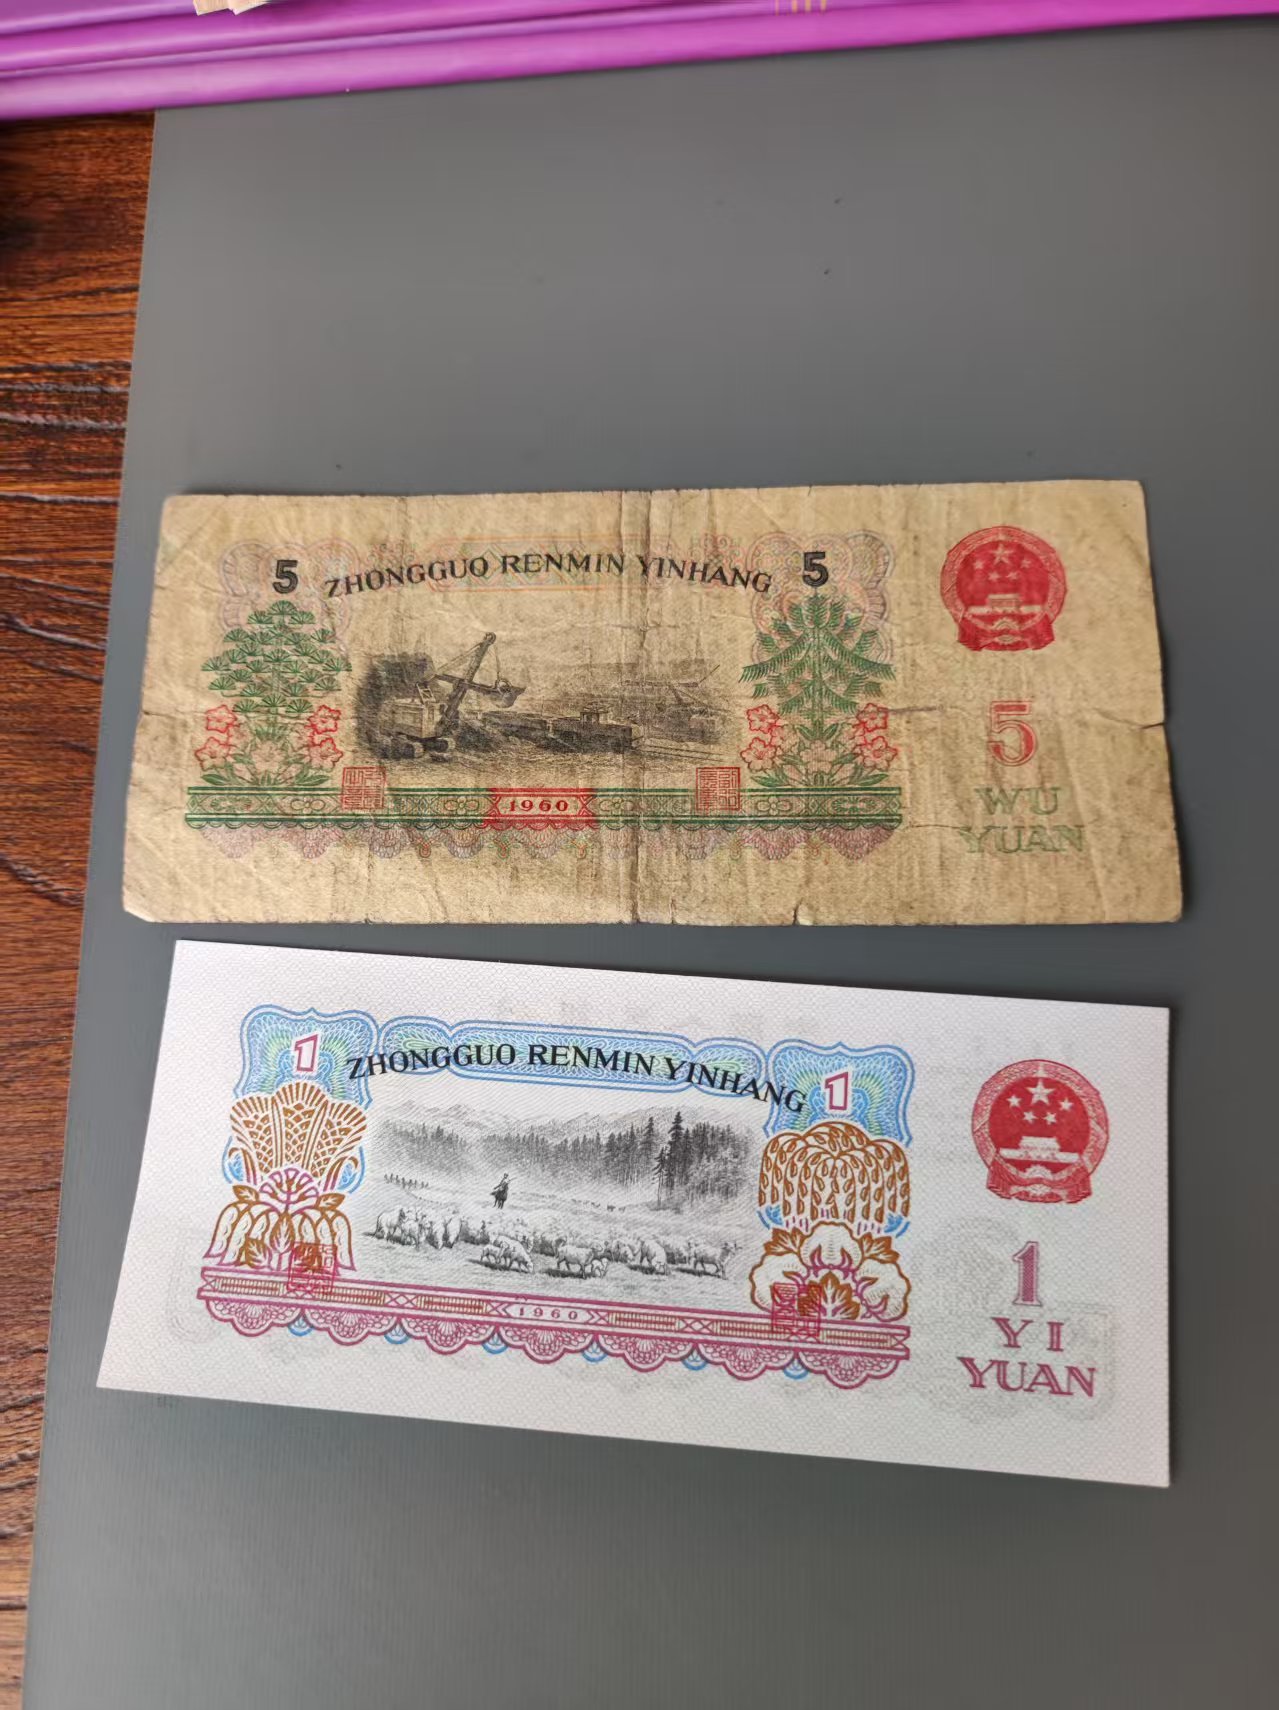 5 ZHONGGUO RENMIN YINHANG 5
1960
5
WU
YUAN
1 ZHONGGUO RENMIN YINHANG 1
1960
1
YI
YUAN